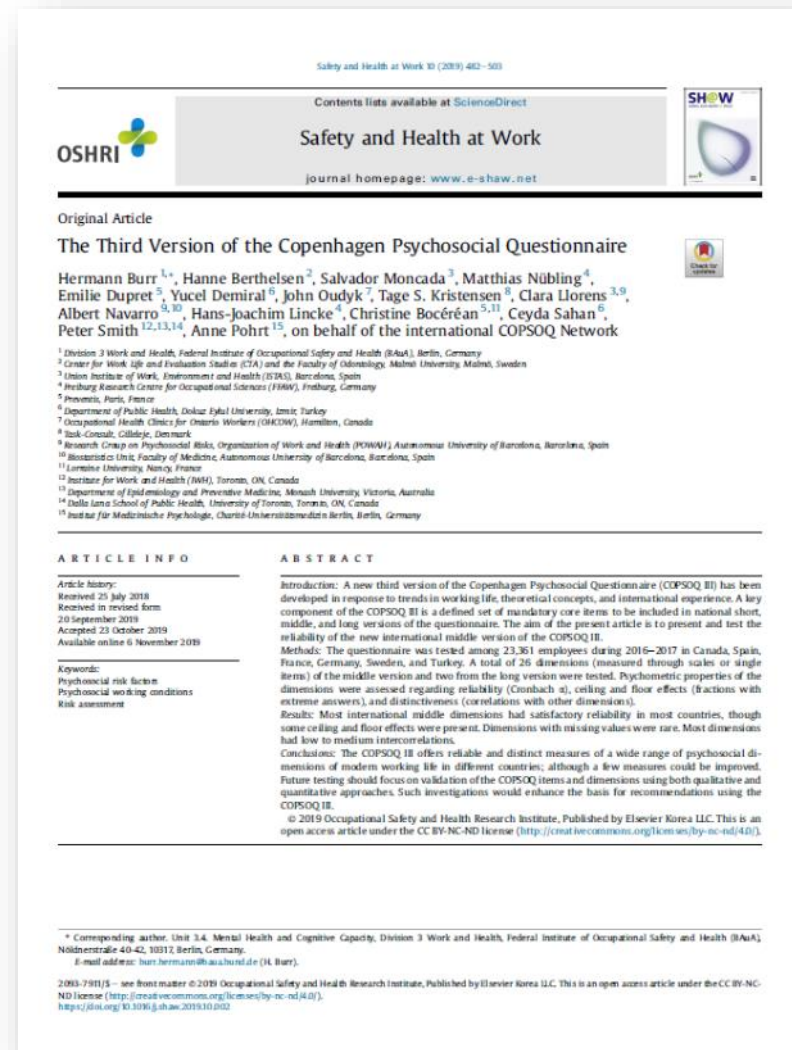 Safety and Health at Work 10 (2019) 482–503
Contents lists available at ScienceDirect
Safety and Health at Work
journal homepage: www.e-shaw.net
OSHRI
SH@W
Original Article
The Third Version of the Copenhagen Psychosocial Questionnaire
Check for
updates
Hermann Burr 1,*, Hanne Berthelsen 2, Salvador Moncada 3, Matthias Nübling 4,
Emilie Dupret 5, Yucel Demiral 6, John Oudyk 7, Tage S. Kristensen 8, Clara Llorens 3,9,
Albert Navarro 9,10, Hans-Joachim Lincke 4, Christine Bocéréan 5,11, Ceyda Sahan 6,
Peter Smith 12,13,14, Anne Pohrt 15, on behalf of the international COPSOQ Network
1 Division 3 Work and Health, Federal Institute of Occupational Safety and Health (BAuA), Berlin, Germany
2 Center for Work Life and Evaluation Studies (CTA) and the Faculty of Odontology, Malmö University, Malmö, Sweden
3 Union Institute of Work, Environment and Health (ISTAS), Barcelona, Spain
4 Freiburg Research Centre for Occupational Sciences (FFAW), Freiburg, Germany
5 Preventis, Paris, France
6 Department of Public Health, Dokuz Eylul University, Izmir, Turkey
7 Occupational Health Clinics for Ontario Workers (OHCOW), Hamilton, Canada
8 Task-Consult, Gilleleje, Denmark
9 Research Group on Psychosocial Risks, Organization of Work and Health (POWAH), Autonomous University of Barcelona, Barcelona, Spain
10 Biostatistics Unit, Faculty of Medicine, Autonomous University of Barcelona, Barcelona, Spain
11 Lorraine University, Nancy, France
12 Institute for Work and Health (IWH), Toronto, ON, Canada
13 Department of Epidemiology and Preventive Medicine, Monash University, Victoria, Australia
14 Dalla Lana School of Public Health, University of Toronto, Toronto, ON, Canada
15 Institut für Medizinische Psychologie, Charité-Universitätsmedizin Berlin, Berlin, Germany
ARTICLE INFO
Article history:
Received 25 July 2018
Received in revised form
20 September 2019
Accepted 23 October 2019
Available online 6 November 2019
Keywords:
Psychosocial risk factors
Psychosocial working conditions
Risk assessment
ABSTRACT
Introduction: A new third version of the Copenhagen Psychosocial Questionnaire (COPSOQ III) has been
developed in response to trends in working life, theoretical concepts, and international experience. A key
component of the COPSOQ III is a defined set of mandatory core items to be included in national short,
middle, and long versions of the questionnaire. The aim of the present article is to present and test the
reliability of the new international middle version of the COPSOQ III.
Methods: The questionnaire was tested among 23,361 employees during 2016–2017 in Canada, Spain,
France, Germany, Sweden, and Turkey. A total of 26 dimensions (measured through scales or single
items) of the middle version and two from the long version were tested. Psychometric properties of the
dimensions were assessed regarding reliability (Cronbach α), ceiling and floor effects (fractions with
extreme answers), and distinctiveness (correlations with other dimensions).
Results: Most international middle dimensions had satisfactory reliability in most countries, though
some ceiling and floor effects were present. Dimensions with missing values were rare. Most dimensions
had low to medium intercorrelations.
Conclusions: The COPSOQ III offers reliable and distinct measures of a wide range of psychosocial di-
mensions of modern working life in different countries; although a few measures could be improved.
Future testing should focus on validation of the COPSOQ items and dimensions using both qualitative and
quantitative approaches. Such investigations would enhance the basis for recommendations using the
COPSOQ III.
© 2019 Occupational Safety and Health Research Institute, Published by Elsevier Korea LLC. This is an
open access article under the CC BY-NC-ND license (http://creativecommons.org/licenses/by-nc-nd/4.0/).
* Corresponding author. Unit 3.4. Mental Health and Cognitive Capacity, Division 3 Work and Health, Federal Institute of Occupational Safety and Health (BAuA),
Nöldnerstraße 40-42, 10317, Berlin, Germany.
E-mail address: burr.hermann@baua.bund.de (H. Burr).
2093-7911/$ – see front matter © 2019 Occupational Safety and Health Research Institute, Published by Elsevier Korea LLC. This is an open access article under the CC BY-NC-
ND license (http://creativecommons.org/licenses/by-nc-nd/4.0/).
https://doi.org/10.1016/j.shaw.2019.10.002